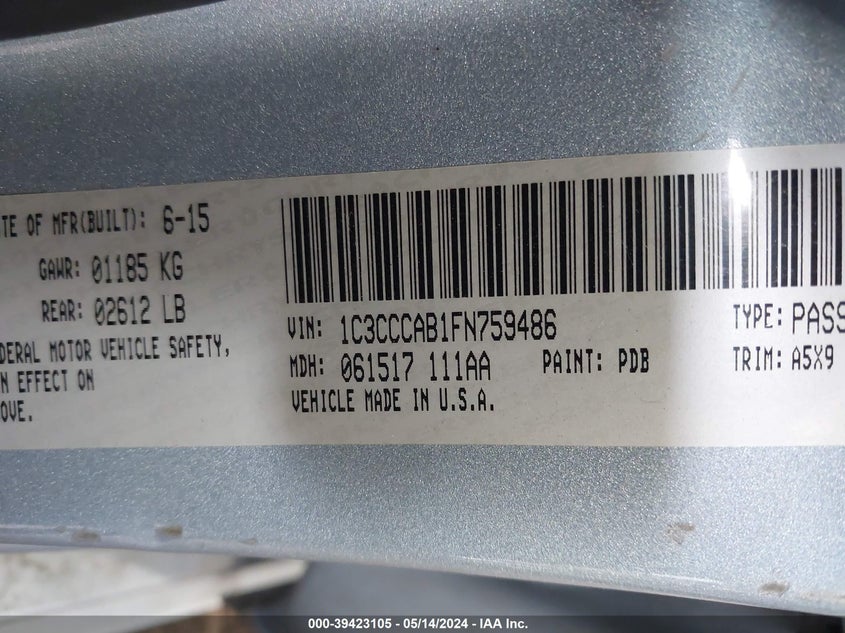 TE OF MFR(BUILT): 6-15
GAWR: 01185 KG
REAR: 02612 LB
DERAL MOTOR VEHICLE SAFETY,
N EFFECT ON
OVE.
VIN: 1C3CCCAB1FN759486
TYPE: PASS
MDH: 061517 111AA
PAINT: PDB
TRIM: A5X9
VEHICLE MADE IN U.S.A.
000-39423105 - 05/14/2024 - IAA Inc.